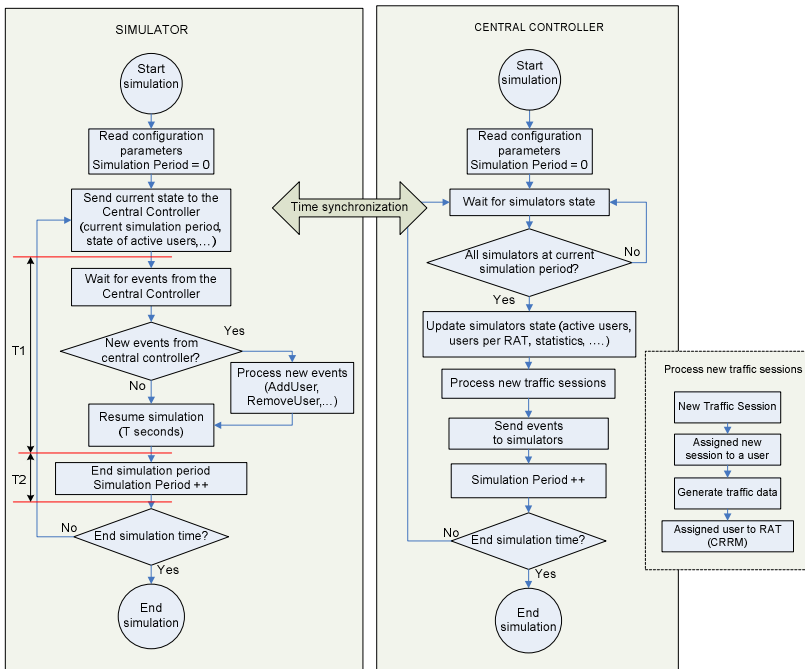 SIMULATOR
Start
simulation
Read configuration
parameters
Simulation Period = 0
Send current state to the
Central Controller
(current simulation period,
state of active users,...)
Wait for events from the
Central Controller
T1
New events from
central controller?
Yes
No
Process new events
(AddUser,
RemoveUser,...)
Resume simulation
(T seconds)
T2
End simulation period
Simulation Period ++
No
End simulation time?
Yes
End
simulation
Time synchronization
CENTRAL CONTROLLER
Start
simulation
Read configuration
parameters
Simulation Period = 0
Wait for simulators state
All simulators at current
simulation period?
No
Yes
Update simulators state (active users,
users per RAT, statistics, ....)
Process new traffic sessions
Send events
to simulators
Simulation Period ++
No
End simulation time?
Yes
End
simulation
Process new traffic sessions
New Traffic Session
Assigned new
session to a user
Generate traffic data
Assigned user to RAT
(CRRM)